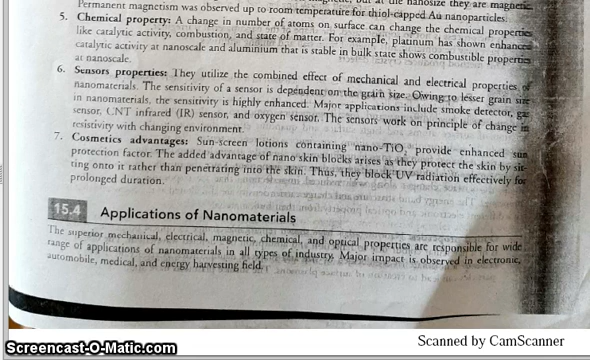 Permanent magnetism was observed up to room temperature for thiol-capped Au nanoparticles.
5. Chemical property: A change in number of atoms on surface can change the chemical properties
like catalytic activity, combustion, and state of matter. For example, platinum has shown enhanced
catalytic activity at nanoscale and aluminium that is stable in bulk state shows combustible properties
at nanoscale.
6. Sensors properties: They utilize the combined effect of mechanical and electrical properties of
nanomaterials. The sensitivity of a sensor is dependent on the grain size. Owing to lesser grain size
in nanomaterials, the sensitivity is highly enhanced. Major applications include smoke detector, gas
sensor, CNT infrared (IR) sensor, and oxygen sensor. The sensors work on principle of change in
resistivity with changing environment.
7. Cosmetics advantages: Sun-screen lotions containing nano-TiO₂ provide enhanced sun
protection factor. The added advantage of nano skin blocks arises as they protect the skin by sit-
ting onto it rather than penetrating into the skin. Thus, they block UV radiation effectively for
prolonged duration.
15.4 Applications of Nanomaterials
The superior mechanical, electrical, magnetic, chemical, and optical properties are responsible for wide
range of applications of nanomaterials in all types of industry. Major impact is observed in electronic,
automobile, medical, and energy harvesting field.
Scanned by CamScanner
Screencast-O-Matic.com